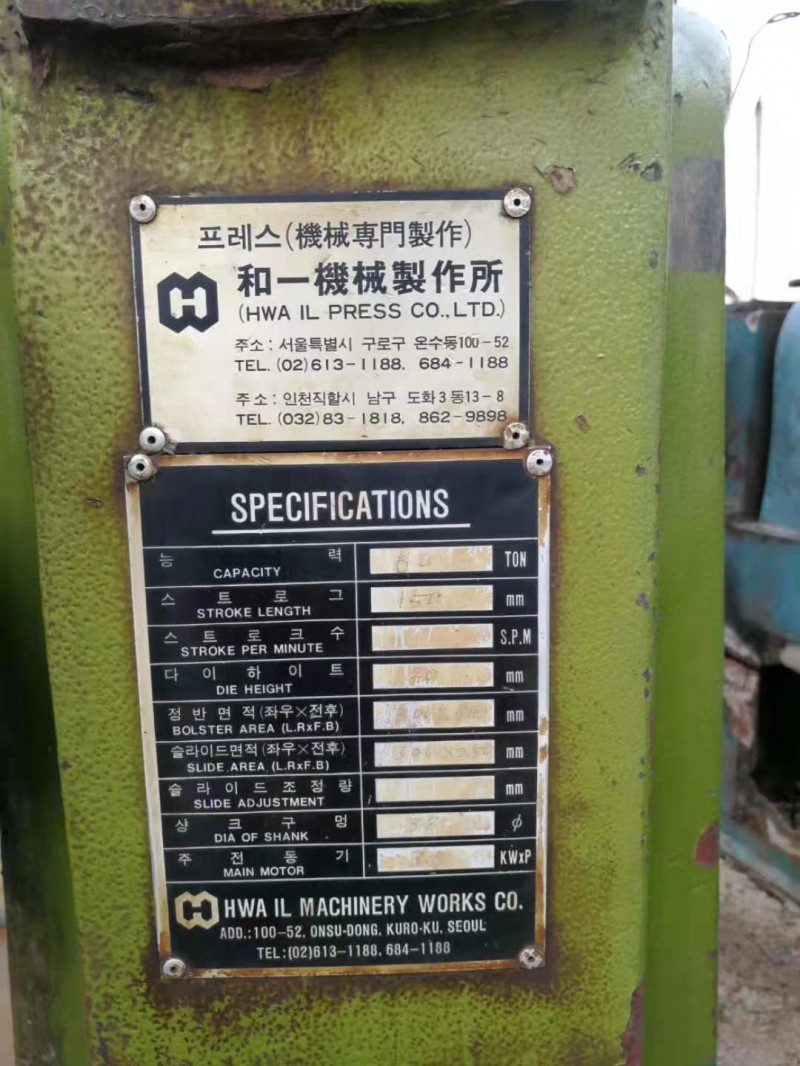 프레스(機械専門製作)
和一機械製作所
(HWA IL PRESS CO.,LTD.)
주소: 서울특별시 구로구 온수동100-52
TEL. (02)613-1188. 684-1188
주소: 인천직할시 남구 도화3동13-8
TEL. (032)83-1818, 862-9898
SPECIFICATIONS
능 력 TON
CAPACITY
스 트 로 그 150 mm
STROKE LENGTH
스 트 로 크 수 S.P.M
STROKE PER MINUTE
다 이 하 이 트 mm
DIE HEIGHT
정 반 면 적(좌우×전후) mm
BOLSTER AREA (L.RxF.B)
슬라이드면적(좌우×전후) mm
SLIDE.AREA (L.RxF.B)
슬 라 이 드 조 정 량 mm
SLIDE ADJUSTMENT
샹 크 구 멍 ø
DIA OF SHANK
주 전 동 기 KWxP
MAIN MOTOR
HWA IL MACHINERY WORKS CO.
ADD.:100-52, ONSU-DONG, KURO-KU, SEOUL
TEL:(02)613-1188, 684-1188